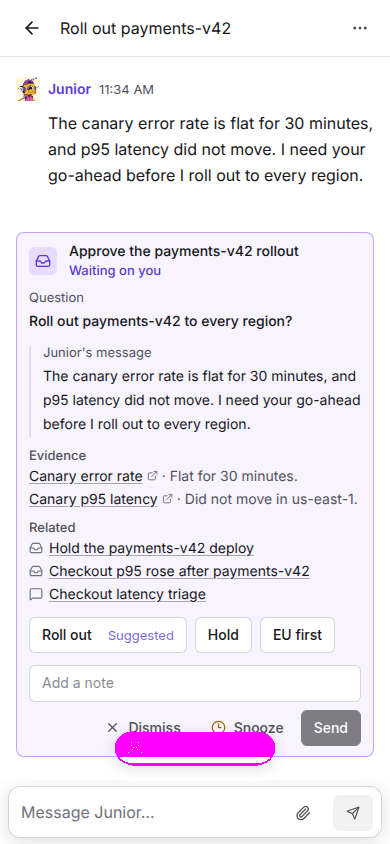 Roll out payments-v42
Junior 11:34 AM
The canary error rate is flat for 30 minutes,
and p95 latency did not move. I need your
go-ahead before I roll out to every region.
Approve the payments-v42 rollout
Waiting on you
Question
Roll out payments-v42 to every region?
Junior's message
The canary error rate is flat for 30 minutes, and
p95 latency did not move. I need your go-ahead
before I roll out to every region.
Evidence
Canary error rate · Flat for 30 minutes.
Canary p95 latency · Did not move in us-east-1.
Related
Hold the payments-v42 deploy
Checkout p95 rose after payments-v42
Checkout latency triage
Roll out Suggested Hold EU first
Add a note
Dismiss Snooze Send
Message Junior...